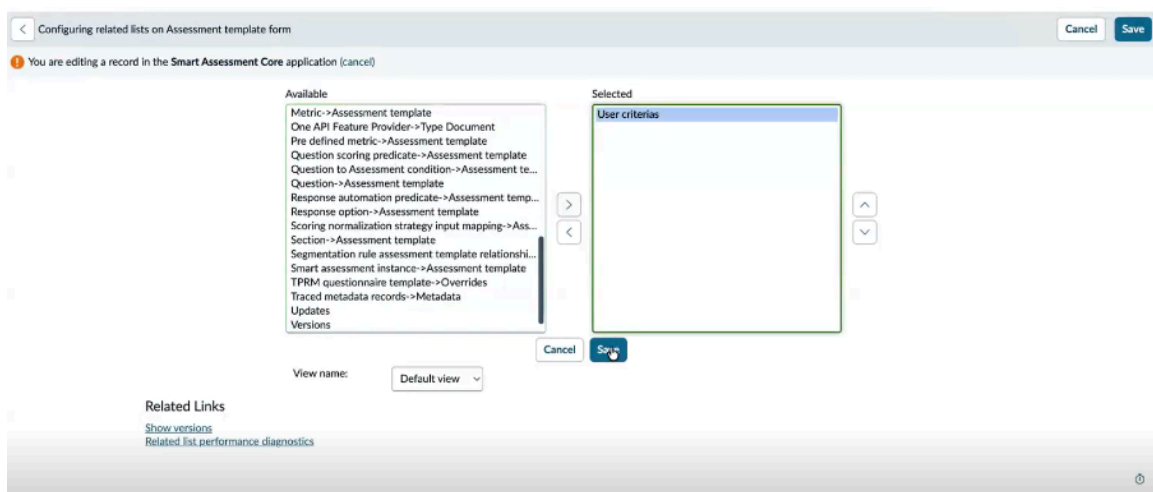 Configuring related lists on Assessment template form
Cancel
Save
You are editing a record in the Smart Assessment Core application (cancel)
Available
Selected
Metric->Assessment template
One API Feature Provider->Type Document
Pre defined metric->Assessment template
Question scoring predicate->Assessment template
Question to Assessment condition->Assessment te...
Question->Assessment template
Response automation predicate->Assessment temp...
Response option->Assessment template
Scoring normalization strategy input mapping->Ass...
Section->Assessment template
Segmentation rule assessment template relationshi...
Smart assessment instance->Assessment template
TPRM questionnaire template->Overrides
Traced metadata records->Metadata
Updates
Versions
User criterias
Cancel
Save
View name:
Default view
Related Links
Show versions
Related list performance diagnostics